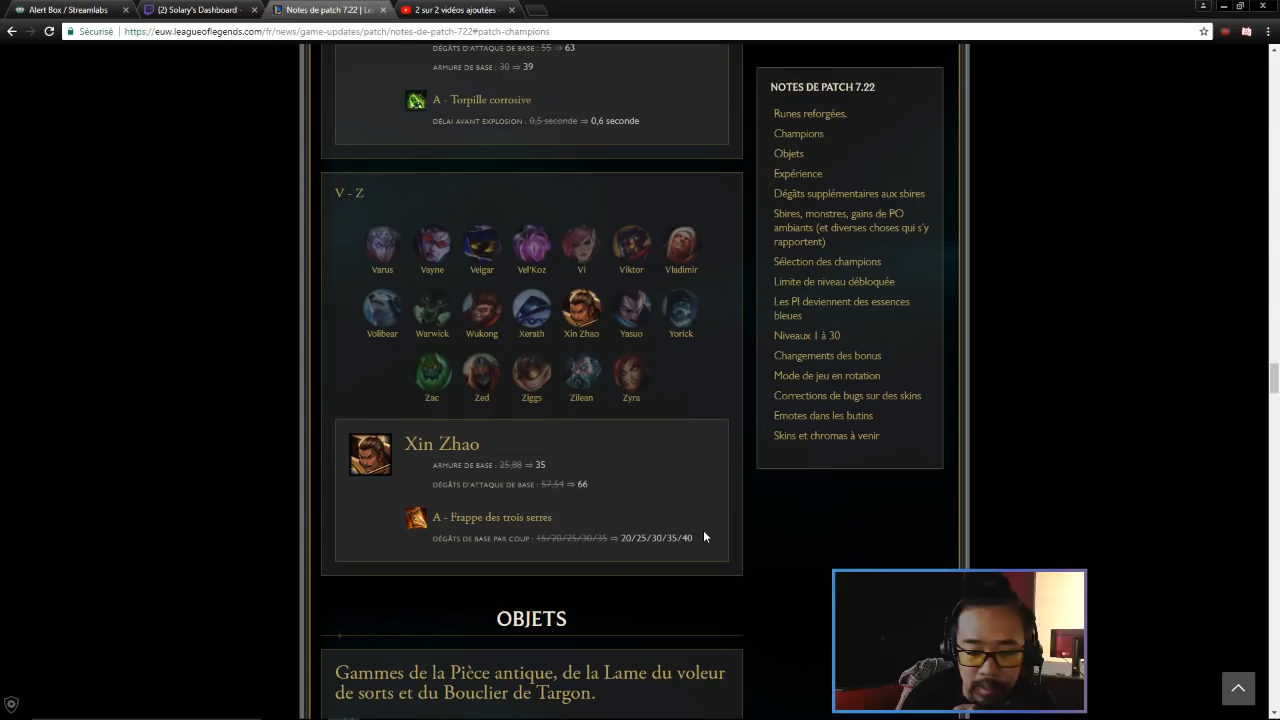 Alert Box / Streamlabs
(2) Solary's Dashboard -
Notes de patch 7.22 | Le
2 sur 2 vidéos ajoutées -
Sécurisé | https://euw.leagueoflegends.com/fr/news/game-updates/patch/notes-de-patch-722#patch-champions
DÉGÂTS D'ATTAQUE DE BASE : 55 ⇒ 63
ARMURE DE BASE : 30 ⇒ 39
A - Torpille corrosive
DÉLAI AVANT EXPLOSION : 0,5 seconde ⇒ 0,6 seconde
V - Z
Varus Vayne Veigar Vel'Koz Vi Viktor Vladimir
Volibear Warwick Wukong Xerath Xin Zhao Yasuo Yorick
Zac Zed Ziggs Zilean Zyra
Xin Zhao
ARMURE DE BASE : 25,88 ⇒ 35
DÉGÂTS D'ATTAQUE DE BASE : 57,54 ⇒ 66
A - Frappe des trois serres
DÉGÂTS DE BASE PAR COUP : 15/20/25/30/35 ⇒ 20/25/30/35/40
OBJETS
Gammes de la Pièce antique, de la Lame du voleur
de sorts et du Bouclier de Targon.
NOTES DE PATCH 7.22
Runes reforgées.
Champions
Objets
Expérience
Dégâts supplémentaires aux sbires
Sbires, monstres, gains de PO
ambiants (et diverses choses qui s'y
rapportent)
Sélection des champions
Limite de niveau débloquée
Les PI deviennent des essences
bleues
Niveaux 1 à 30
Changements des bonus
Mode de jeu en rotation
Corrections de bugs sur des skins
Emotes dans les butins
Skins et chromas à venir